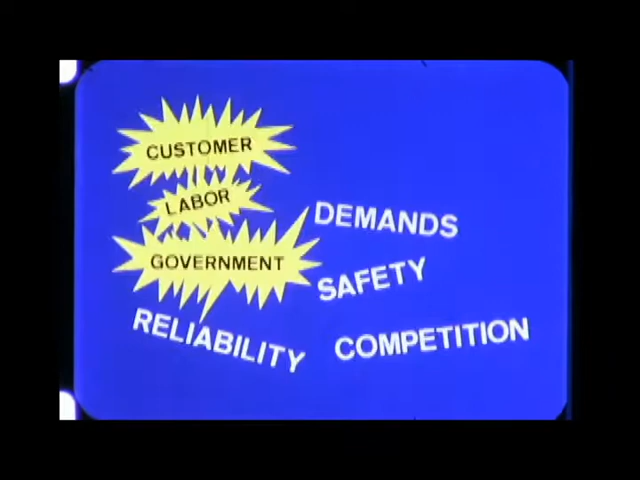 CUSTOMER
LABOR
DEMANDS
GOVERNMENT
SAFETY
RELIABILITY
COMPETITION